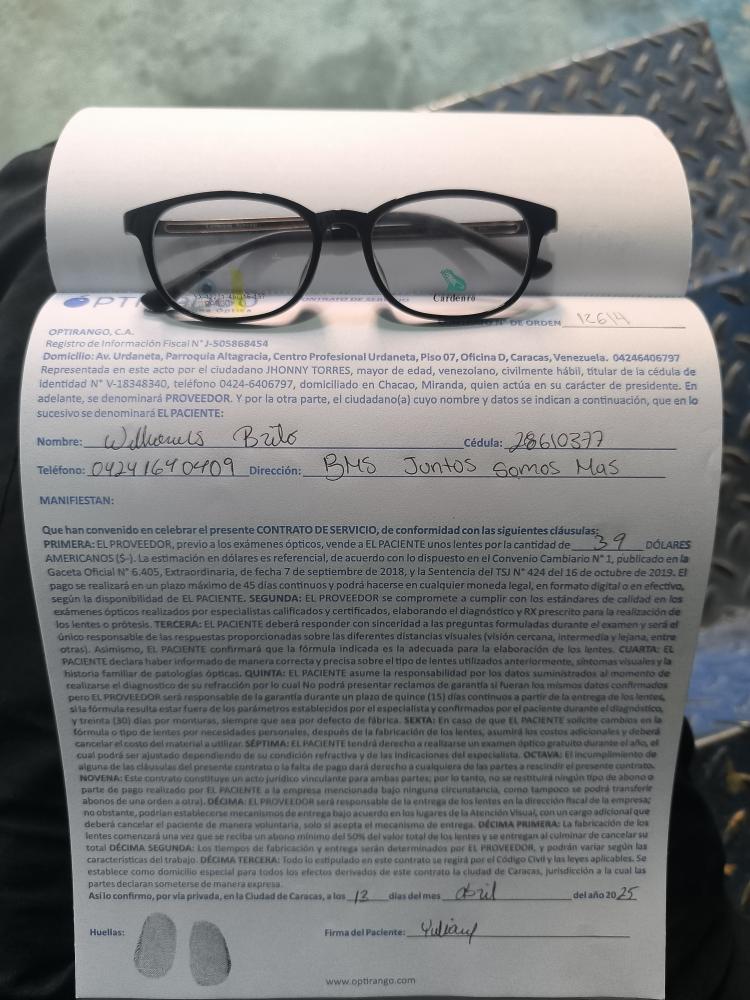 Cardenro
N° DE ORDEN 12614
OPTIRANGO, C.A.
Registro de Información Fiscal N°J-505868454
Domicilio: Av. Urdaneta, Parroquia Altagracia, Centro Profesional Urdaneta, Piso 07, Oficina D, Caracas, Venezuela. 04246406797
Representada en este acto por el ciudadano JHONNY TORRES, mayor de edad, venezolano, civilmente hábil, titular de la cédula de
identidad N° V-18348340, teléfono 0424-6406797, domiciliado en Chacao, Miranda, quien actúa en su carácter de presidente. En
adelante, se denominará PROVEEDOR. Y por la otra parte, el ciudadano(a) cuyo nombre y datos se indican a continuación, que en lo
sucesivo se denominará EL PACIENTE:
Nombre: Brito Cédula: 28610377
Teléfono: 04241640409 Dirección: BMS Juntos Somos Mas
MANIFIESTAN:
Que han convenido en celebrar el presente CONTRATO DE SERVICIO, de conformidad con las siguientes cláusulas:
PRIMERA: EL PROVEEDOR, previo a los exámenes ópticos, vende a EL PACIENTE unos lentes por la cantidad de 39 DÓLARES
AMERICANOS ($-). La estimación en dólares es referencial, de acuerdo con lo dispuesto en el Convenio Cambiario N° 1, publicado en la
Gaceta Oficial N° 6.405, Extraordinaria, de fecha 7 de septiembre de 2018, y la Sentencia del TSJ N° 424 del 16 de octubre de 2019. El
pago se realizará en un plazo máximo de 45 días continuos y podrá hacerse en cualquier moneda legal, en formato digital o en efectivo,
según la disponibilidad de EL PACIENTE. SEGUNDA: EL PROVEEDOR se compromete a cumplir con los estándares de calidad en los
exámenes ópticos realizados por especialistas calificados y certificados, elaborando el diagnóstico y RX prescrito para la realización de
los lentes o prótesis. TERCERA: EL PACIENTE deberá responder con sinceridad a las preguntas formuladas durante el examen y será el
único responsable de las respuestas proporcionadas sobre las diferentes distancias visuales (visión cercana, intermedia y lejana, entre
otras). Asimismo, EL PACIENTE confirmará que la fórmula indicada es la adecuada para la elaboración de los lentes. CUARTA: EL
PACIENTE declara haber informado de manera correcta y precisa sobre el tipo de lentes utilizados anteriormente, síntomas visuales y la
historia familiar de patologías ópticas. QUINTA: EL PACIENTE asume la responsabilidad por los datos suministrados al momento de
realizarse el diagnostico de su refracción por lo cual No podrá presentar reclamos de garantía si fueran los mismos datos confirmados
pero EL PROVEEDOR será responsable de la garantía durante un plazo de quince (15) días continuos a partir de la entrega de los lentes,
si la fórmula resulta estar fuera de los parámetros establecidos por el especialista y confirmados por el paciente durante el diagnóstico,
y treinta (30) días por monturas, siempre que sea por defecto de fábrica. SEXTA: En caso de que EL PACIENTE solicite cambios en la
fórmula o tipo de lentes por necesidades personales, después de la fabricación de los lentes, asumirá los costos adicionales y deberá
cancelar el costo del material a utilizar. SÉPTIMA: EL PACIENTE tendrá derecho a realizarse un examen óptico gratuito durante el año, el
cual podrá ser ajustado dependiendo de su condición refractiva y de las indicaciones del especialista. OCTAVA: El incumplimiento de
alguna de las cláusulas del presente contrato o la falta de pago dará derecho a cualquiera de las partes a rescindir el presente contrato.
NOVENA: Este contrato constituye un acto jurídico vinculante para ambas partes; por lo tanto, no se restituirá ningún tipo de abono o
parte de pago realizado por EL PACIENTE a la empresa mencionada bajo ninguna circunstancia, como tampoco se podrá transferir
abonos de una orden a otra). DÉCIMA: EL PROVEEDOR será responsable de la entrega de los lentes en la dirección fiscal de la empresa;
no obstante, podrían establecerse mecanismos de entrega bajo acuerdo en los lugares de la Atención Visual, con un cargo adicional que
deberá cancelar el paciente de manera voluntaria, solo si acepta el mecanismo de entrega. DÉCIMA PRIMERA: La fabricación de los
lentes comenzará una vez que se reciba un abono mínimo del 50% del valor total de los lentes y se entregan al culminar de cancelar su
total DÉCIMA SEGUNDA: Los tiempos de fabricación y entrega serán determinados por EL PROVEEDOR, y podrán variar según las
características del trabajo. DÉCIMA TERCERA: Todo lo estipulado en este contrato se regirá por el Código Civil y las leyes aplicables. Se
establece como domicilio especial para todos los efectos derivados de este contrato la ciudad de Caracas, jurisdicción a la cual las
partes declaran someterse de manera expresa.
Así lo confirmo, por vía privada, en la Ciudad de Caracas, a los 12 días del mes abril del año 2025
Huellas: Firma del Paciente: Yuliany
www.optirango.com